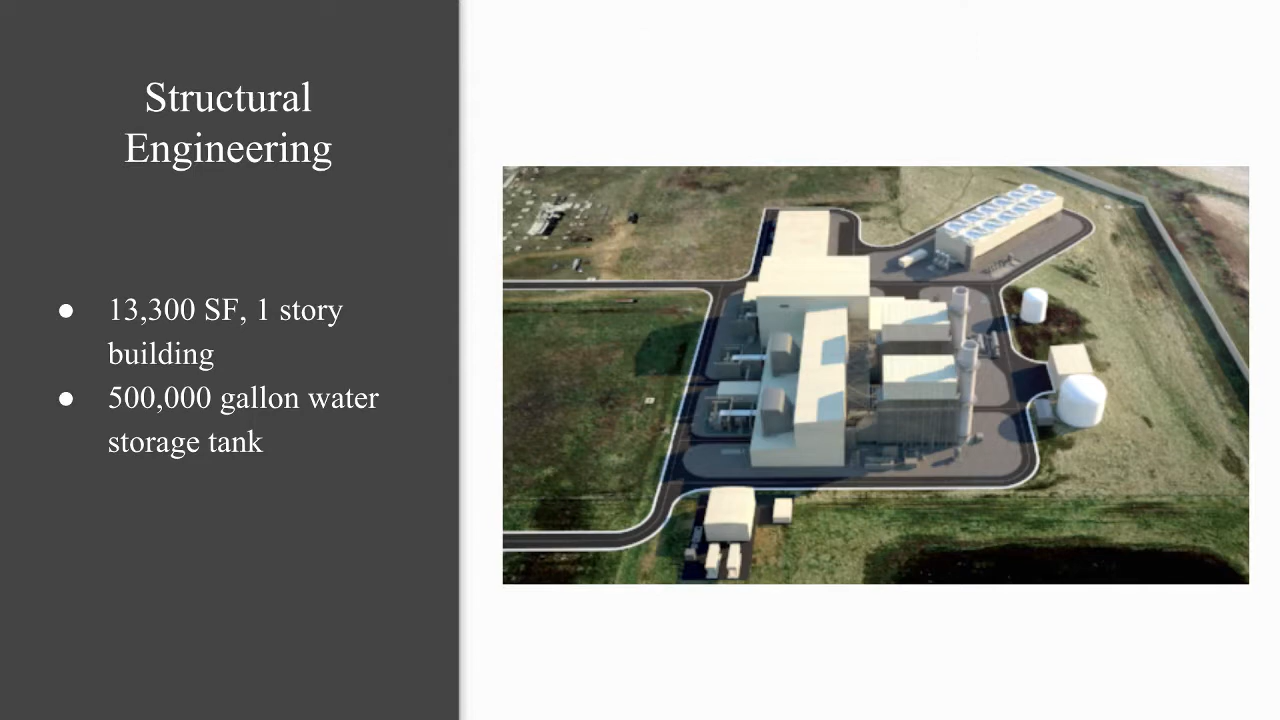 Structural
Engineering
● 13,300 SF, 1 story
building
● 500,000 gallon water
storage tank